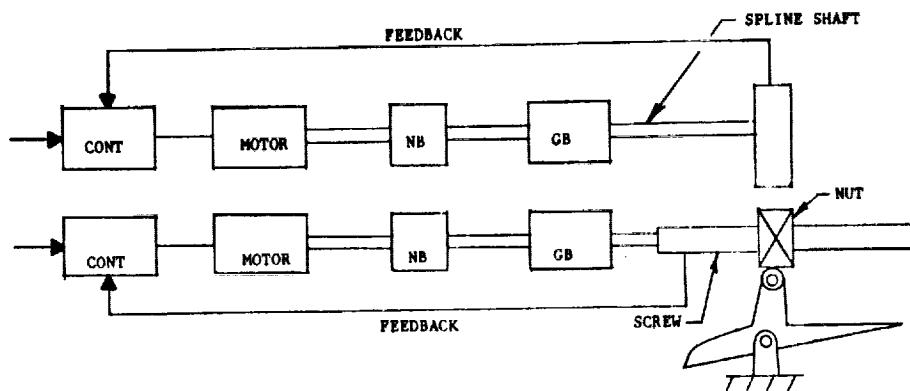 SPLINE SHAFT
FEEDBACK
CONT
MOTOR
NB
GB
NUT
CONT
MOTOR
NB
GB
SCREW
FEEDBACK